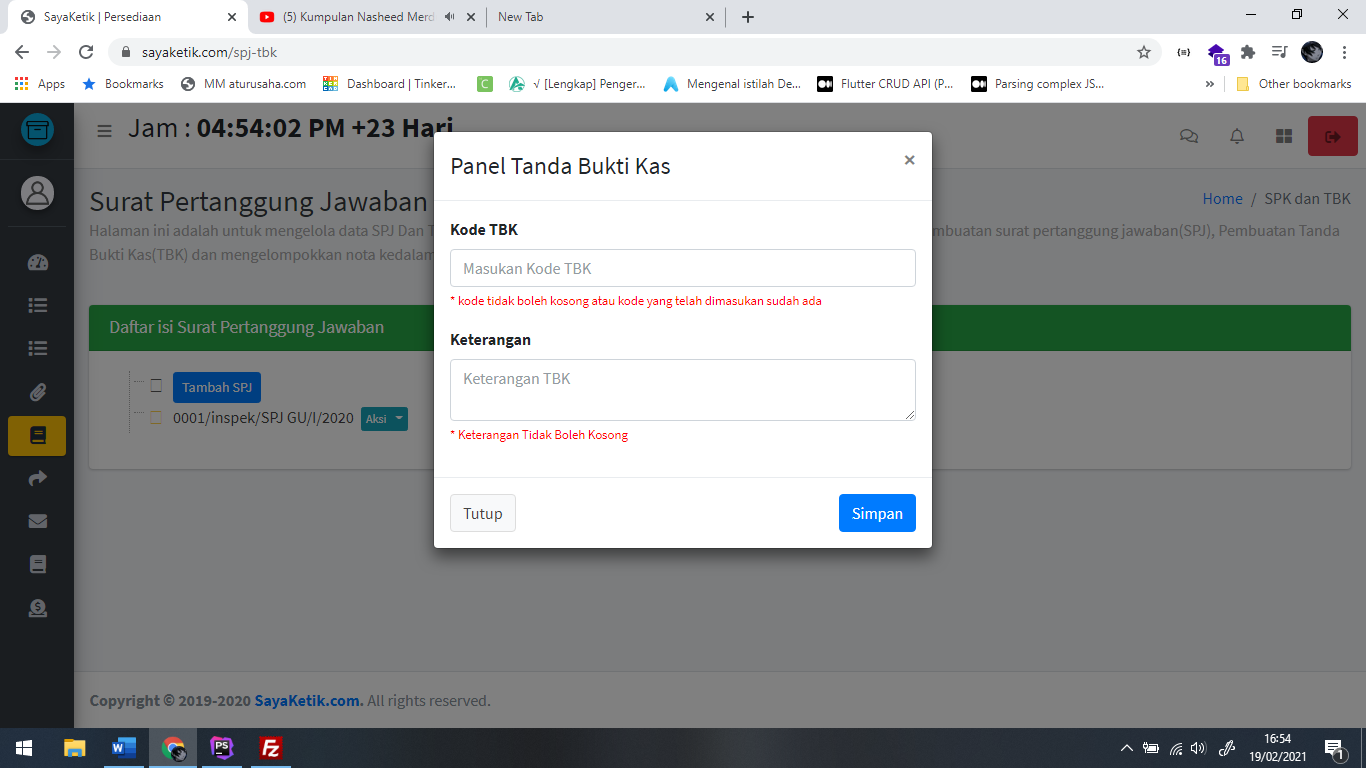 SayaKetik | Persediaan
(5) Kumpulan Nasheed Merd
New Tab
sayaketik.com/spj-tbk
16
Apps
Bookmarks
MM aturusaha.com
Dashboard | Tinker...
C
√ [Lengkap] Penger...
Mengenal istilah De...
Flutter CRUD API (P...
Parsing complex JS...
»
Other bookmarks
Jam : 04:54:02 PM +23 Hari
Surat Pertanggung Jawaban
Home / SPK dan TBK
Halaman ini adalah untuk mengelola data SPJ Dan T
mbuatan surat pertanggung jawaban(SPJ), Pembuatan Tanda
Bukti Kas(TBK) dan mengelompokkan nota kedalam
Daftar isi Surat Pertanggung Jawaban
Tambah SPJ
0001/inspek/SPJ GU/I/2020 Aksi
Panel Tanda Bukti Kas
×
Kode TBK
Masukan Kode TBK
* kode tidak boleh kosong atau kode yang telah dimasukan sudah ada
Keterangan
Keterangan TBK
* Keterangan Tidak Boleh Kosong
Tutup
Simpan
Copyright © 2019-2020 SayaKetik.com. All rights reserved.
W
PS
Fz
16:54
19/02/2021
1